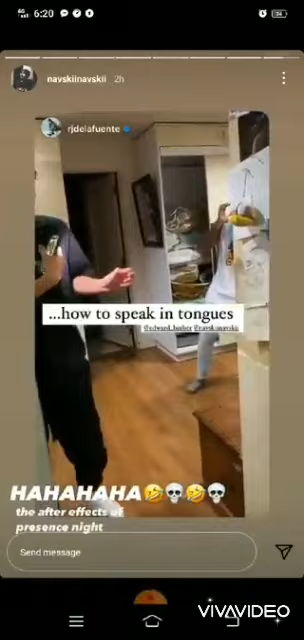 6:20
navskiinavskii 2h
rjdelafuente
...how to speak in tongues
HAHAHAHA🤣💀🤣💀
the after effects of
presence night
Send message
VIVAVIDEO